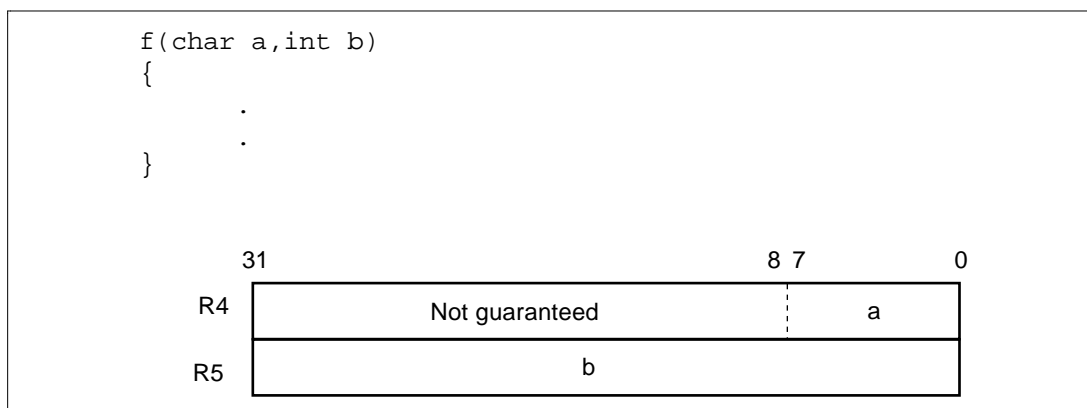 f(char a,int b)
{
.
.
}
31 8 7 0
R4 Not guaranteed a
R5 b